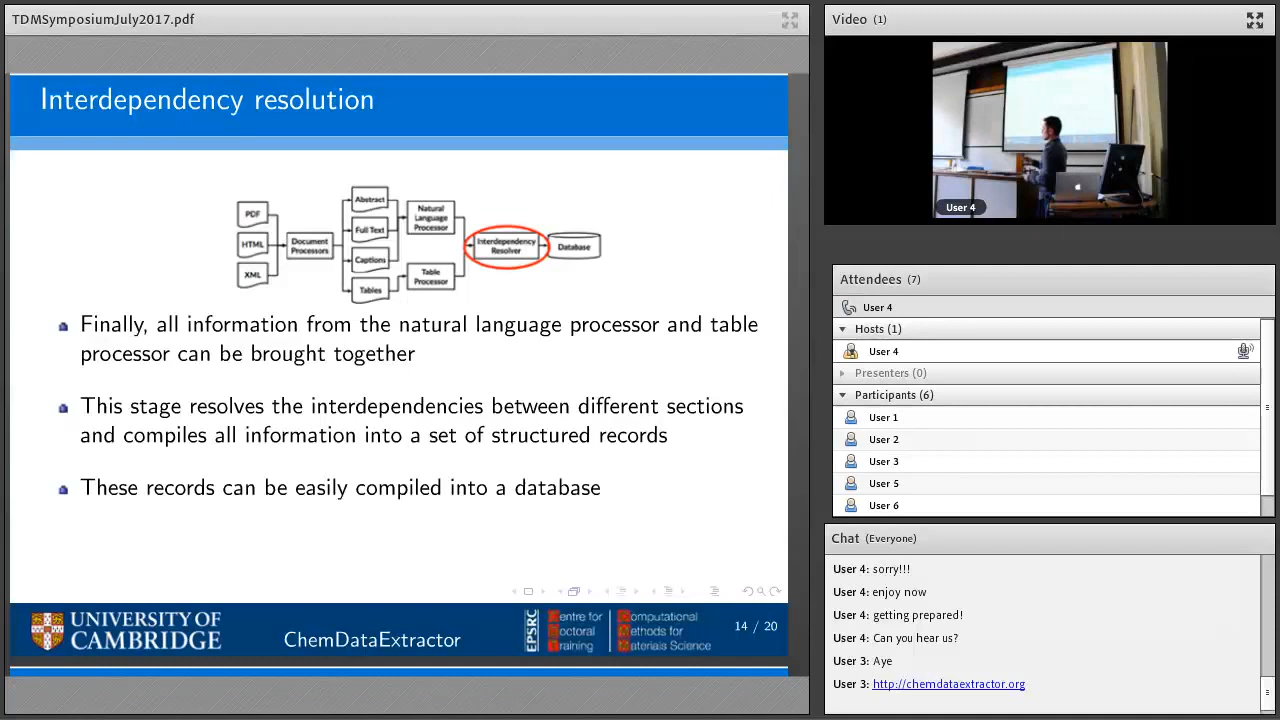 TDMSymposiumJuly2017.pdf
Interdependency resolution
PDF
HTML
XML
Document
Processors
Abstract
Full Text
Captions
Tables
Natural
Language
Processor
Table
Processor
Interdependency
Resolver
Database
Finally, all information from the natural language processor and table
processor can be brought together
This stage resolves the interdependencies between different sections
and compiles all information into a set of structured records
These records can be easily compiled into a database
UNIVERSITY OF
CAMBRIDGE
ChemDataExtractor
EPSRC
Centre for
Doctoral
Training
Computational
Methods for
Materials Science
14 / 20
Video (1)
User 4
Attendees (7)
User 4
Hosts (1)
User 4
Presenters (0)
Participants (6)
User 1
User 2
User 3
User 5
User 6
Chat (Everyone)
User 4: sorry!!!
User 4: enjoy now
User 4: getting prepared!
User 4: Can you hear us?
User 3: Aye
User 3: http://chemdataextractor.org